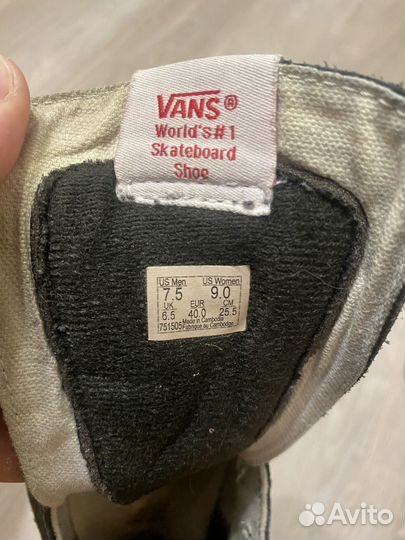 VANS®
World's#1
Skateboard
Shoe
US Men US Women
7.5 9.0
UK EUR CM
6.5 40.0 25.5
Made in Cambodia
751505 Fabrique au Cambodge
Avito